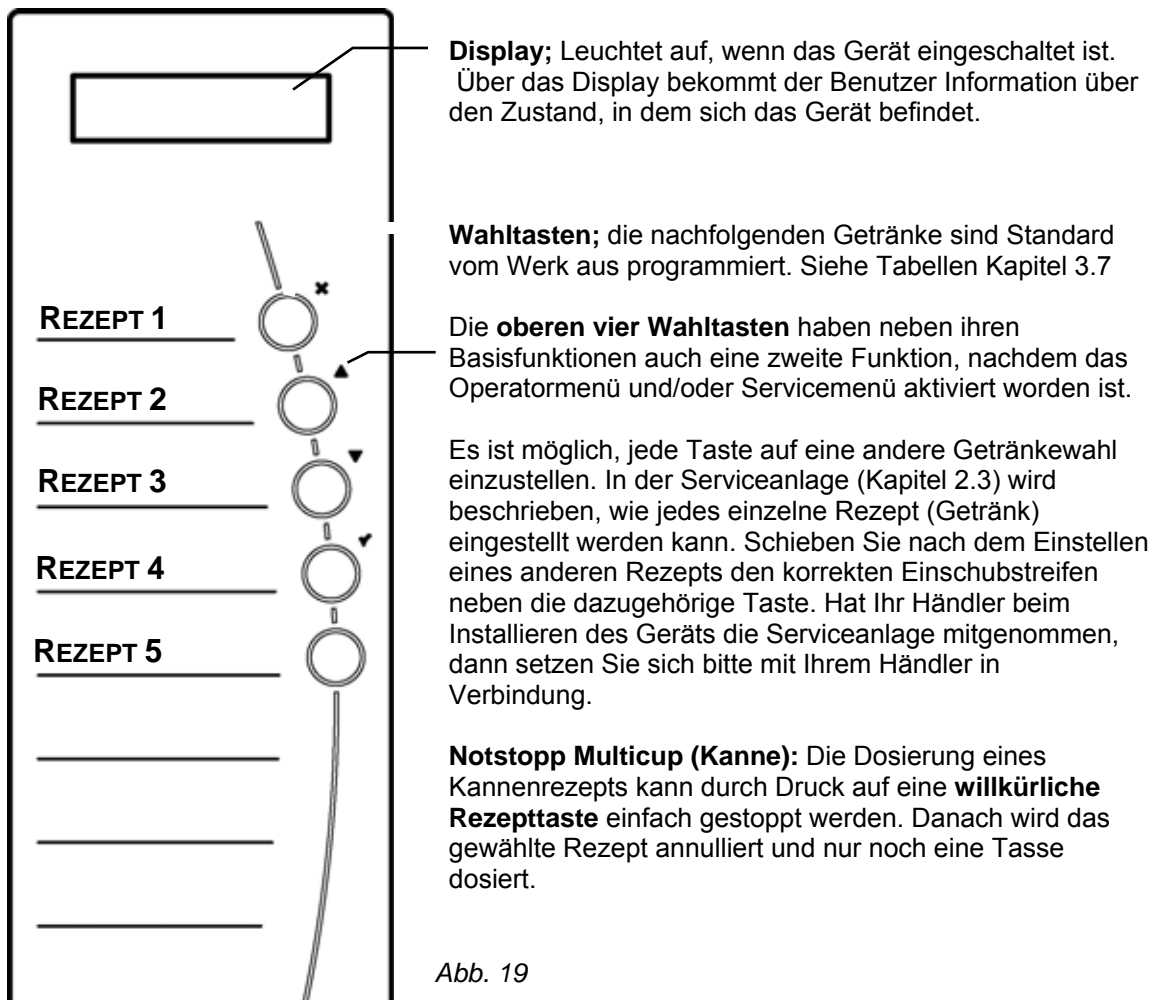 Display; Leuchtet auf, wenn das Gerät eingeschaltet ist.
Über das Display bekommt der Benutzer Information über
den Zustand, in dem sich das Gerät befindet.
Wahltasten; die nachfolgenden Getränke sind Standard
vom Werk aus programmiert. Siehe Tabellen Kapitel 3.7
REZEPT 1
REZEPT 2
REZEPT 3
REZEPT 4
REZEPT 5
Die oberen vier Wahltasten haben neben ihren
Basisfunktionen auch eine zweite Funktion, nachdem das
Operatormenü und/oder Servicemenü aktiviert worden ist.
Es ist möglich, jede Taste auf eine andere Getränkewahl
einzustellen. In der Serviceanlage (Kapitel 2.3) wird
beschrieben, wie jedes einzelne Rezept (Getränk)
eingestellt werden kann. Schieben Sie nach dem Einstellen
eines anderen Rezepts den korrekten Einschubstreifen
neben die dazugehörige Taste. Hat Ihr Händler beim
Installieren des Geräts die Serviceanlage mitgenommen,
dann setzen Sie sich bitte mit Ihrem Händler in
Verbindung.
Notstopp Multicup (Kanne): Die Dosierung eines
Kannenrezepts kann durch Druck auf eine willkürliche
Rezepttaste einfach gestoppt werden. Danach wird das
gewählte Rezept annulliert und nur noch eine Tasse
dosiert.
Abb. 19